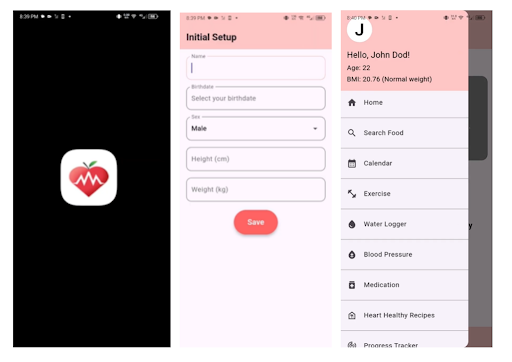 8:39 PM
8:39 PM
Initial Setup
Name
Birthdate
Select your birthdate
Sex
Male
Height (cm)
Weight (kg)
Save
8:40 PM
J
Hello, John Dod!
Age: 22
BMI: 20.76 (Normal weight)
Home
Search Food
Calendar
Exercise
Water Logger
Blood Pressure
Medication
Heart Healthy Recipes
Progress Tracker